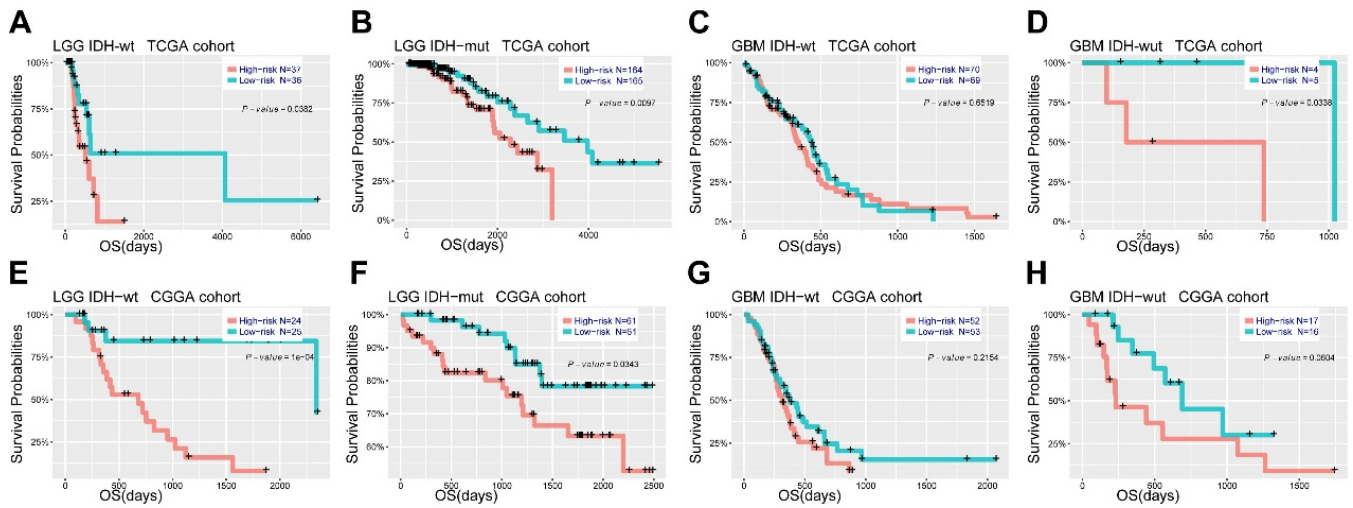 A
LGG IDH-wt TCGA cohort
High-risk N=37
Low-risk N=36
P-value=0.0382
Survival Probabilities
100%
75%
50%
25%
0 2000 4000 6000
OS(days)
B
LGG IDH-mut TCGA cohort
High-risk N=164
Low-risk N=165
P-value=0.0097
Survival Probabilities
100%
75%
50%
25%
0%
0 2000 4000
OS(days)
C
GBM IDH-wt TCGA cohort
High-risk N=70
Low-risk N=69
P-value=0.6519
Survival Probabilities
100%
75%
50%
25%
0%
0 500 1000 1500
OS(days)
D
GBM IDH-wut TCGA cohort
High-risk N=4
Low-risk N=5
P-value=0.0338
Survival Probabilities
100%
75%
50%
25%
0%
0 250 500 750 1000
OS(days)
E
LGG IDH-wt CGGA cohort
High-risk N=24
Low-risk N=25
P-value=1e-04
Survival Probabilities
100%
75%
50%
25%
0 500 1000 1500 2000
OS(days)
F
LGG IDH-mut CGGA cohort
High-risk N=61
Low-risk N=61
P-value=0.0343
Survival Probabilities
100%
90%
80%
70%
60%
0 500 1000 1500 2000 2500
OS(days)
G
GBM IDH-wt CGGA cohort
High-risk N=52
Low-risk N=53
P-value=0.2154
Survival Probabilities
100%
75%
50%
25%
0 500 1000 1500 2000
OS(days)
H
GBM IDH-wut CGGA cohort
High-risk N=17
Low-risk N=16
P-value=0.0604
Survival Probabilities
100%
75%
50%
25%
0 500 1000 1500
OS(days)